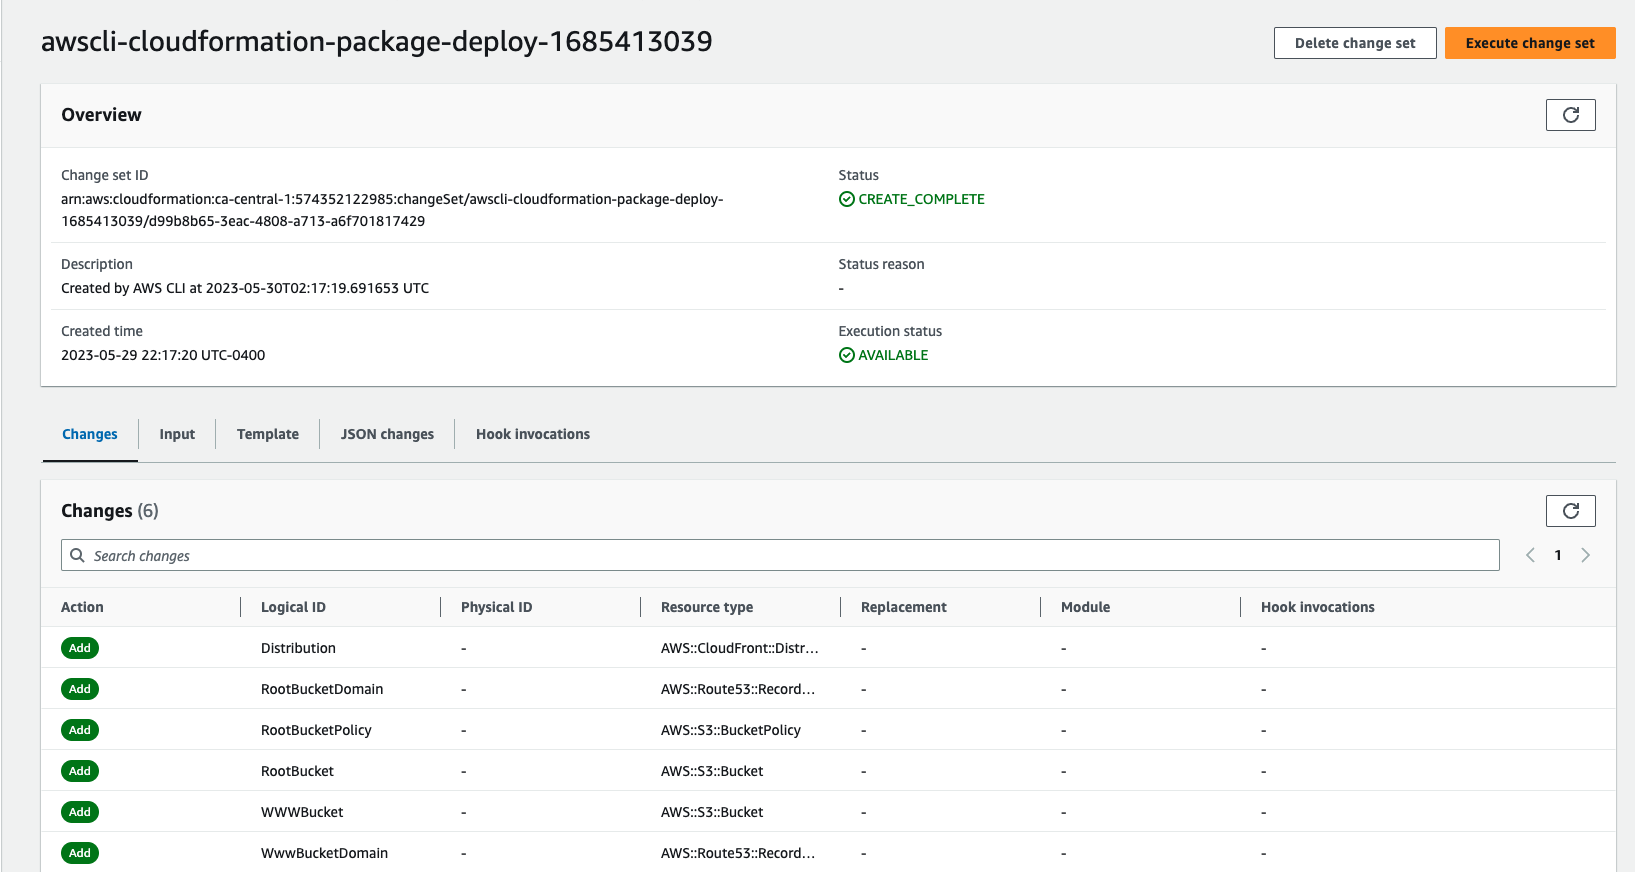 awscli-cloudformation-package-deploy-1685413039
Delete change set
Execute change set
Overview
Change set ID
arn:aws:cloudformation:ca-central-1:574352122985:changeSet/awscli-cloudformation-package-deploy-
1685413039/d99b8b65-3eac-4808-a713-a6f701817429
Status
CREATE_COMPLETE
Description
Created by AWS CLI at 2023-05-30T02:17:19.691653 UTC
Status reason
-
Created time
2023-05-29 22:17:20 UTC-0400
Execution status
AVAILABLE
Changes Input Template JSON changes Hook invocations
Changes (6)
Search changes
1
Action Logical ID Physical ID Resource type Replacement Module Hook invocations
Add Distribution - AWS::CloudFront::Distr... - - -
Add RootBucketDomain - AWS::Route53::Record... - - -
Add RootBucketPolicy - AWS::S3::BucketPolicy - - -
Add RootBucket - AWS::S3::Bucket - - -
Add WWWBucket - AWS::S3::Bucket - - -
Add WwwBucketDomain - AWS::Route53::Record... - - -